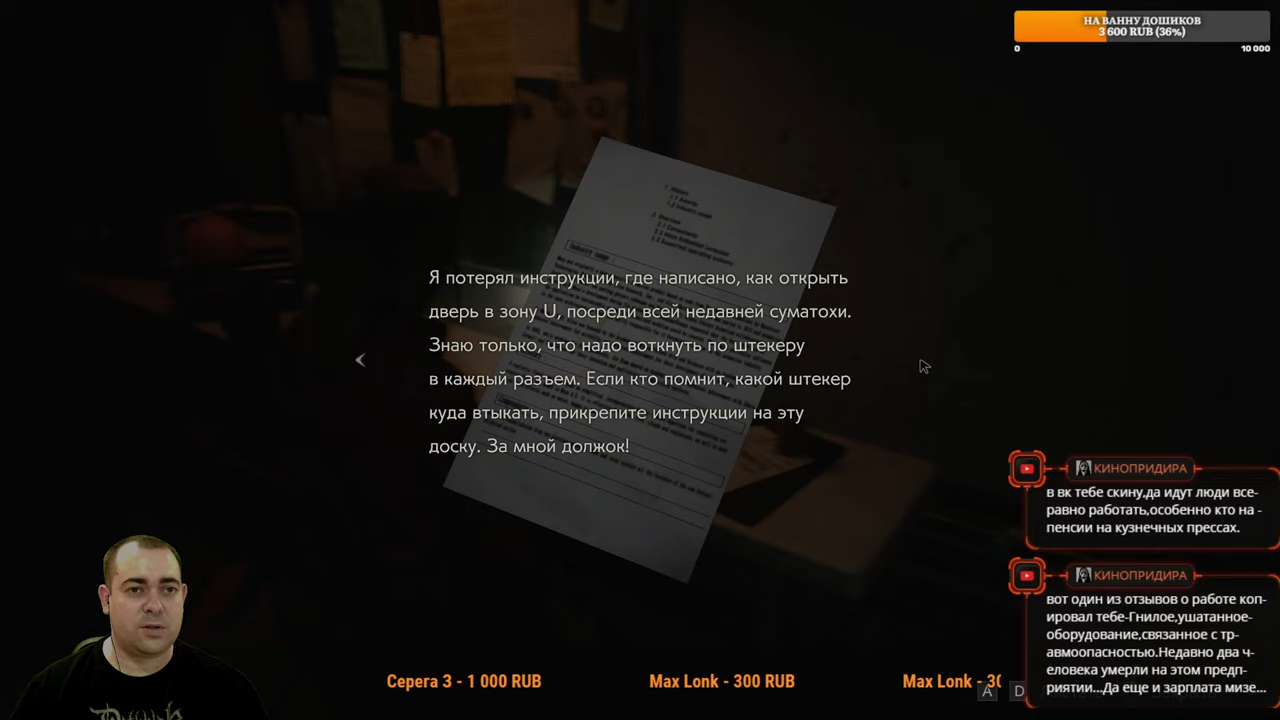 НА ВАННУ ДОШИКОВ
3 600 RUB (36%)
0
10 000
Industry usage
Я потерял инструкции, где написано, как открыть
дверь в зону U, посреди всей недавней суматохи.
Знаю только, что надо воткнуть по штекеру
в каждый разъем. Если кто помнит, какой штекер
куда втыкать, прикрепите инструкции на эту
доску. За мной должок!
КИНОПРИДИРА
в вк тебе скину,да идут люди все-
равно работать,особенно кто на -
пенсии на кузнечных прессах.
КИНОПРИДИРА
вот один из отзывов о работе коп-
ировал тебе-Гнилое,ушатанное-
оборудование,связанное с тр-
авмоопасностью.Недавно два ч-
еловека умерли на этом предп-
риятии...Да еще и зарплата мизе...
Серега 3 - 1 000 RUB
Max Lonk - 300 RUB
Max Lonk - 30
A
D